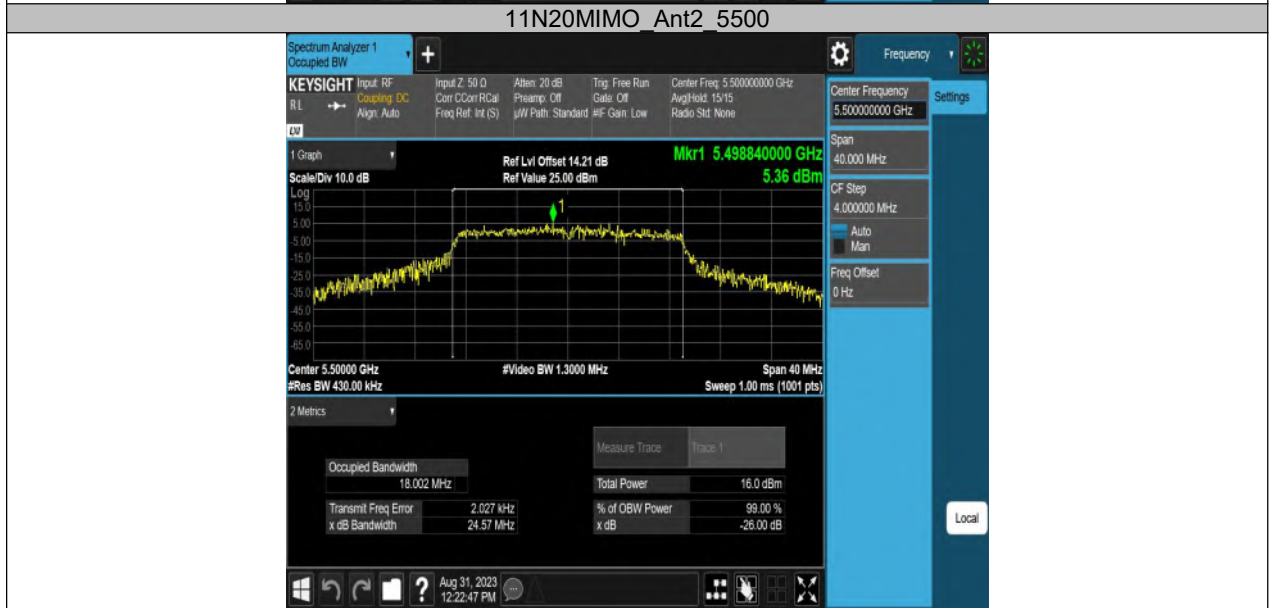 11N20MIMO_Ant2_5500
Spectrum Analyzer 1
Occupied BW
+
Frequency
KEYSIGHT
RL
LXI
Input: RF
Coupling: DC
Align: Auto
Input Z: 50 Ω
Corr CCorr RCal
Freq Ref: Int (S)
Atten: 20 dB
Preamp: Off
µW Path: Standard
Trig: Free Run
Gate: Off
#IF Gain: Low
Center Freq: 5.500000000 GHz
Avg|Hold: 15/15
Radio Std: None
Center Frequency
5.500000000 GHz
Settings
Span
40.000 MHz
CF Step
4.000000 MHz
Auto
Man
Freq Offset
0 Hz
1 Graph
Ref Lvl Offset 14.21 dB
Mkr1 5.498840000 GHz
Scale/Div 10.0 dB
Ref Value 25.00 dBm
5.36 dBm
Log
15.0
5.00
-5.00
-15.0
-25.0
-35.0
-45.0
-55.0
-65.0
1
Center 5.50000 GHz
#Video BW 1.3000 MHz
Span 40 MHz
#Res BW 430.00 kHz
Sweep 1.00 ms (1001 pts)
2 Metrics
Measure Trace Trace 1
Occupied Bandwidth
18.002 MHz
Total Power 16.0 dBm
Transmit Freq Error 2.027 kHz
% of OBW Power 99.00 %
x dB Bandwidth 24.57 MHz
x dB -26.00 dB
Local
?
Aug 31, 2023
12:22:47 PM